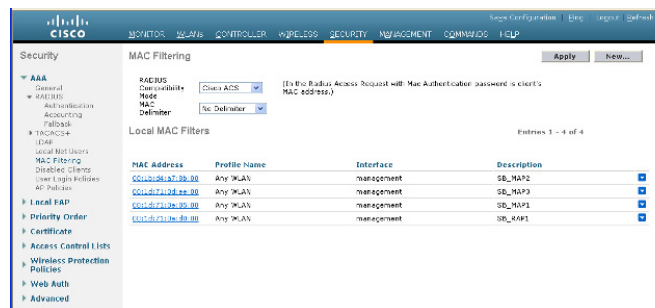 Save Configuration | Ping | Logout | Refresh
CISCO
MONITOR WLANs CONTROLLER WIRELESS SECURITY MANAGEMENT COMMANDS HELP
Security
MAC Filtering
Apply New...
AAA
General
RADIUS
Authentication
Accounting
Fallback
TACACS+
LDAP
Local Net Users
MAC Filtering
Disabled Clients
User Login Policies
AP Policies
Local EAP
Priority Order
Certificate
Access Control Lists
Wireless Protection Policies
Web Auth
Advanced
RADIUS Compatibility Mode
Cisco ACS
(In the Radius Access Request with Mac Authentication password is client's MAC address.)
MAC Delimiter
No Delimiter
Local MAC Filters
Entries 1 - 4 of 4
MAC Address Profile Name Interface Description
Any WLAN management SB_MAP2
Any WLAN management SB_MAP3
Any WLAN management SB_MAP1
Any WLAN management SB_RAP1